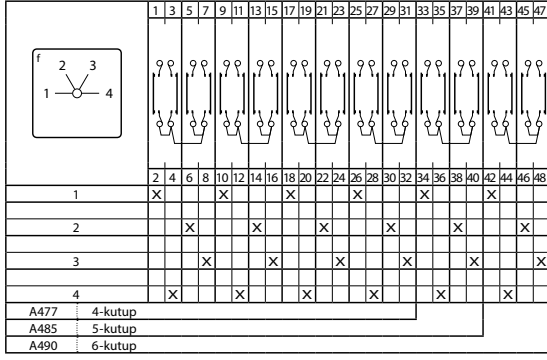 1 3 5 7 9 11 13 15 17 19 21 23 25 27 29 31 33 35 37 39 41 43 45 47
f
2 3
1 4
2 4 6 8 10 12 14 16 18 20 22 24 26 28 30 32 34 36 38 40 42 44 46 48
1 X X X X X X
2 X X X X X X
3 X X X X X X
4 X X X X X X
A477 4-kutup
A485 5-kutup
A490 6-kutup